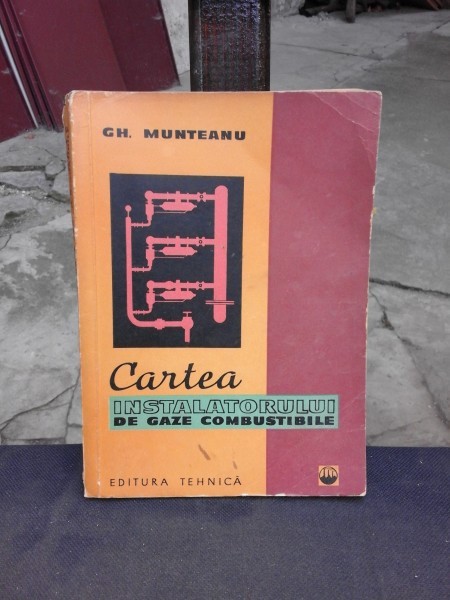 GH. MUNTEANU
Cartea
INSTALATORULUI
DE GAZE COMBUSTIBILE
EDITURA TEHNICĂ